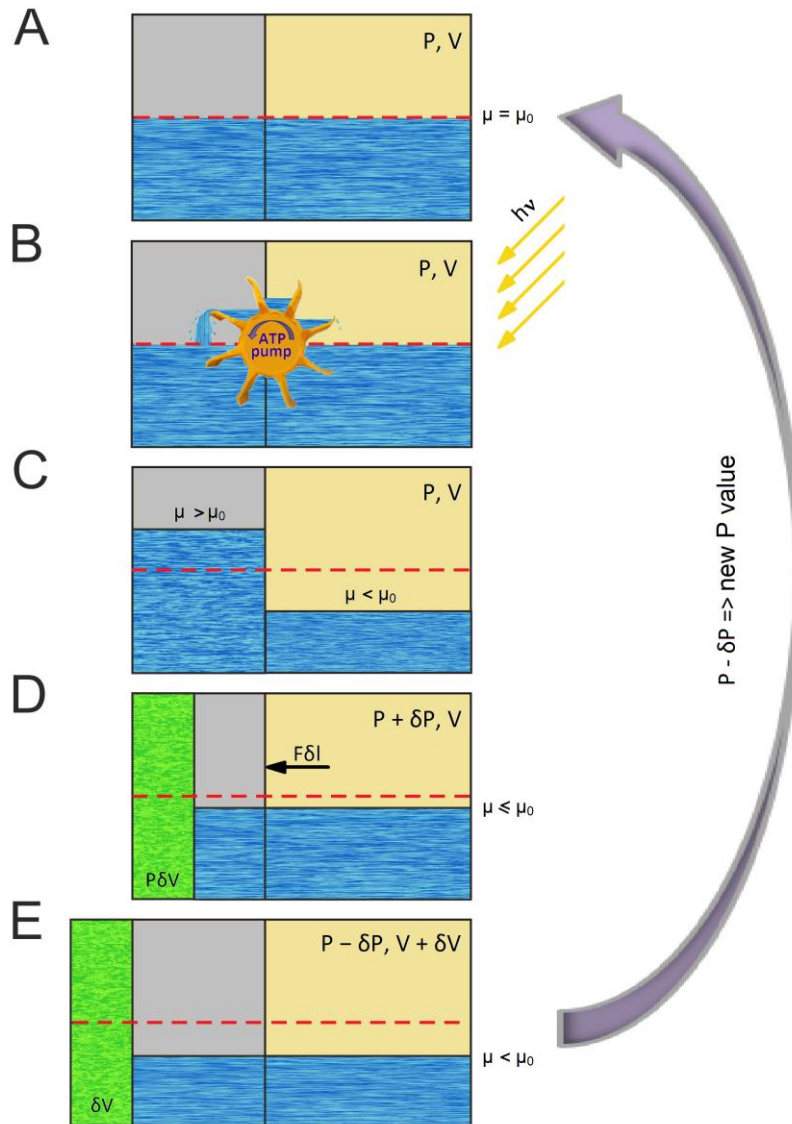 A
P, V
μ = μ₀
B
hν
P, V
ATP
pump
C
P, V
μ > μ₀
μ < μ₀
P - δP => new P value
D
P + δP, V
Fδl
μ ⩽ μ₀
PδV
E
P − δP, V + δV
μ < μ₀
δV